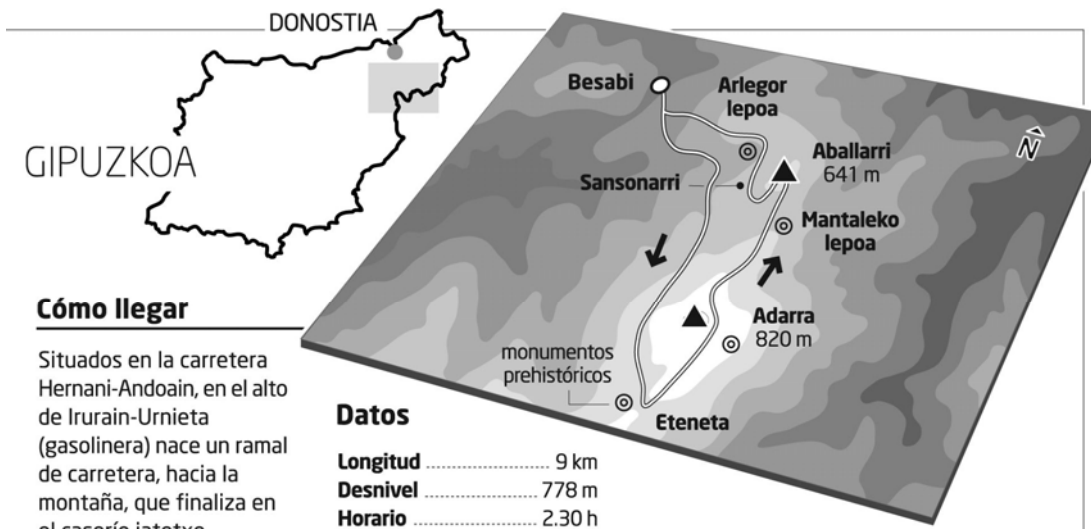 DONOSTIA
GIPUZKOA
Besabi
Arlegor
lepoa
N
Aballarri
641 m
Sansonarri
Mantaleko
lepoa
Adarra
820 m
monumentos
prehistóricos
Eteneta
Cómo llegar
Situados en la carretera
Hernani-Andoain, en el alto
de Irurain-Urnieta
(gasolinera) nace un ramal
de carretera, hacia la
montaña, que finaliza en
Datos
Longitud ........................ 9 km
Desnivel ..................... 778 m
Horario ...................... 2.30 h